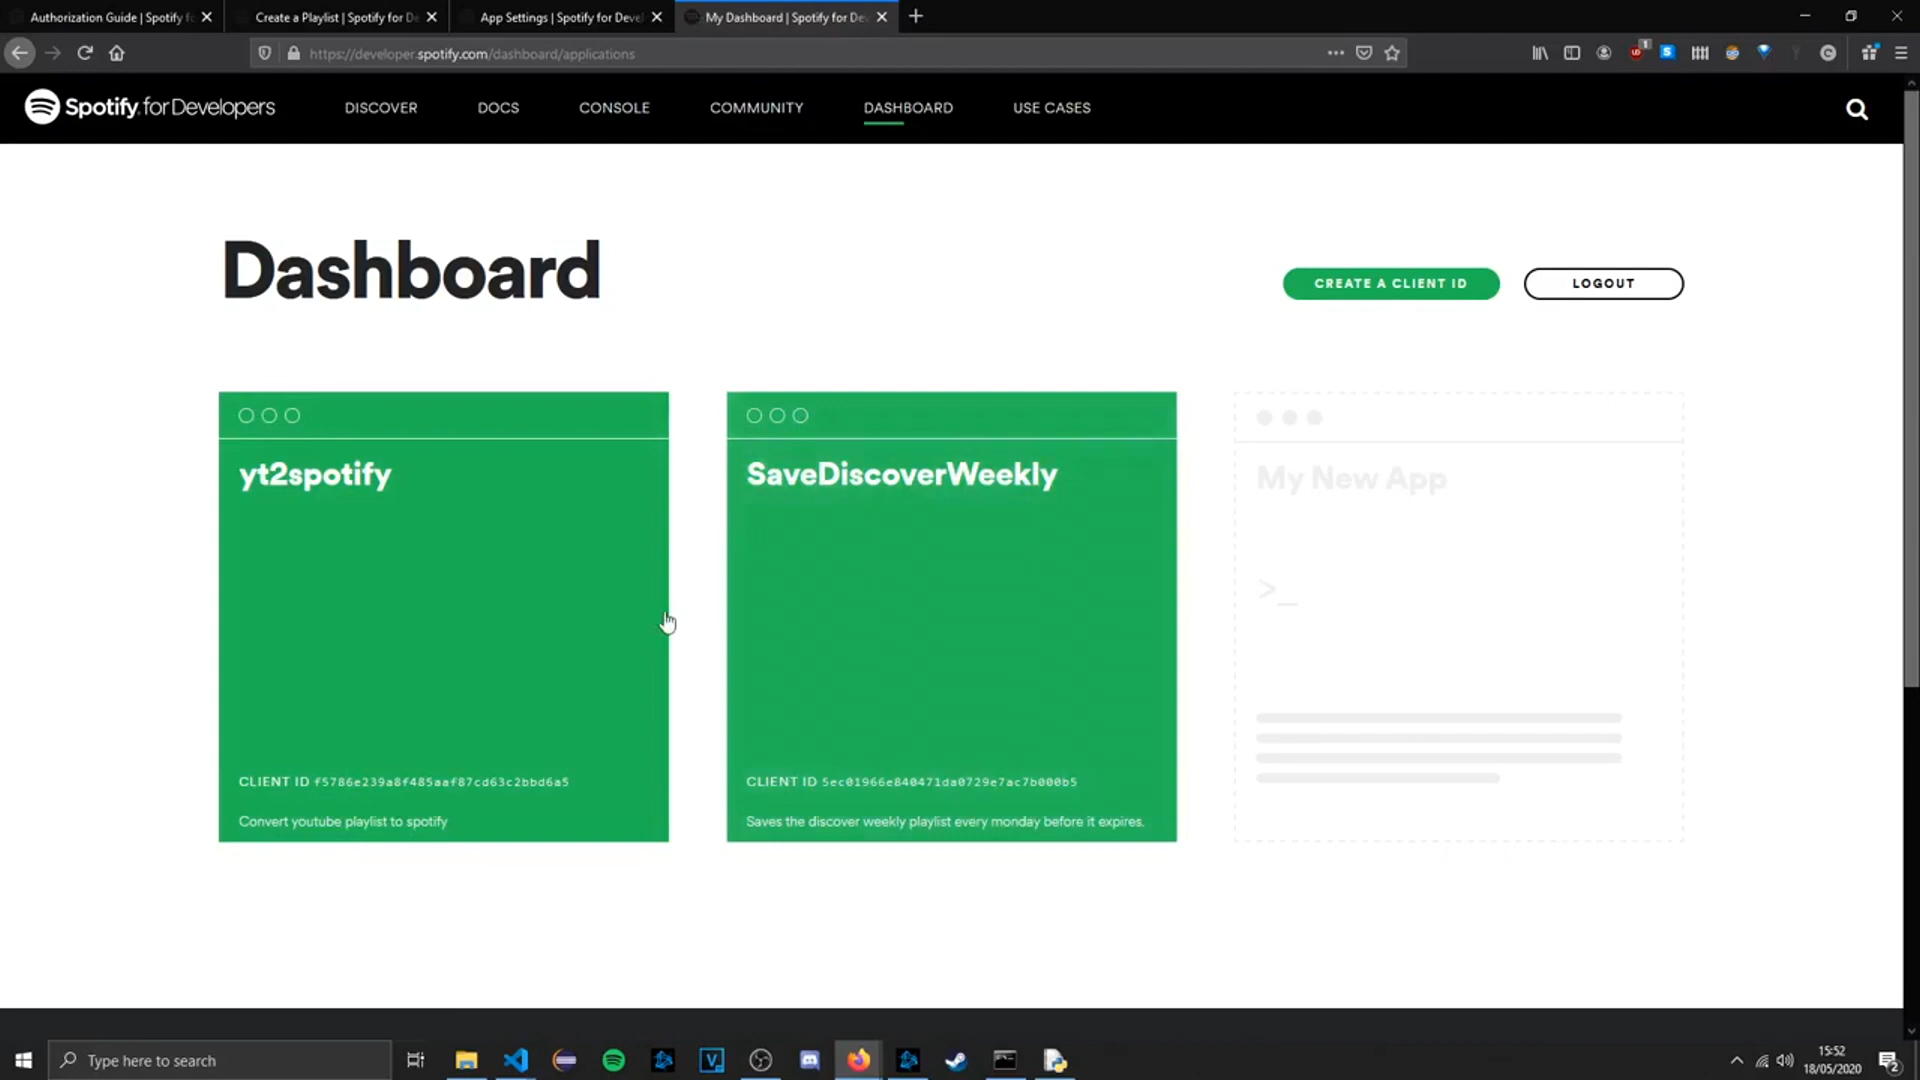 Authorization Guide | Spotify f
Create a Playlist | Spotify for De
App Settings | Spotify for Devel
My Dashboard | Spotify for De
https://developer.spotify.com/dashboard/applications
1
Spotify for Developers
DISCOVER
DOCS
CONSOLE
COMMUNITY
DASHBOARD
USE CASES
Dashboard
CREATE A CLIENT ID
LOGOUT
yt2spotify
CLIENT ID f5786e239a8f485aaf87cd63c2bbd6a5
Convert youtube playlist to spotify
SaveDiscoverWeekly
CLIENT ID 5ec01966e840471da0729e7ac7b000b5
Saves the discover weekly playlist every monday before it expires.
My New App
>_
Type here to search
15:52
18/05/2020
2